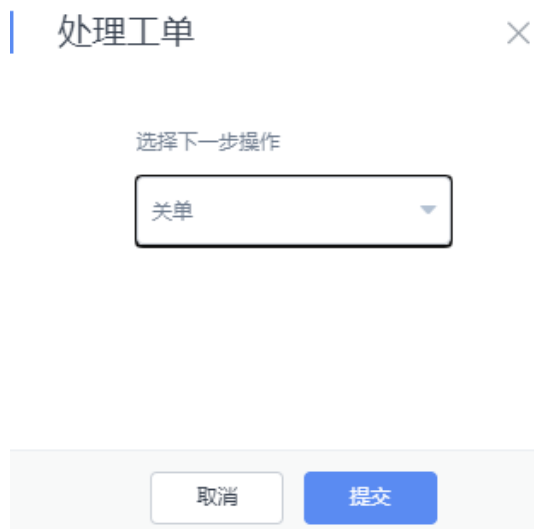 处理工单
选择下一步操作
关单
取消
提交